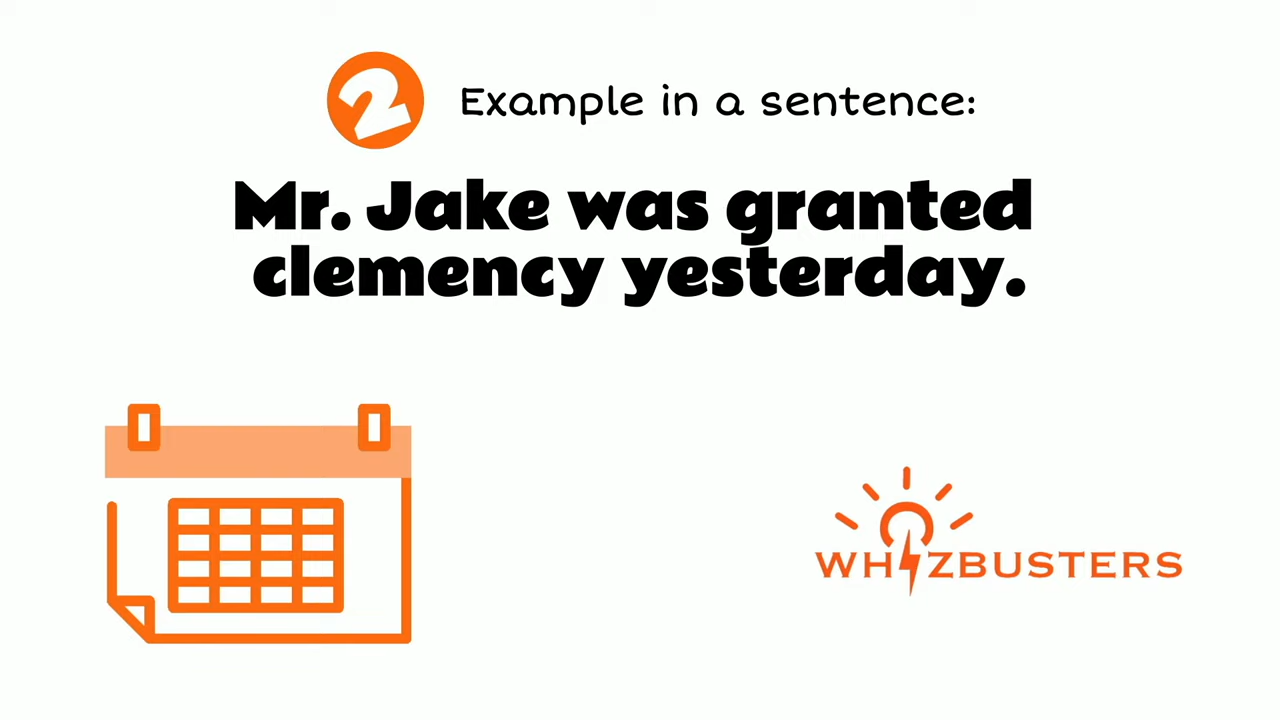 2 Example in a sentence:
Mr. Jake was granted
clemency yesterday.
WHIZBUSTERS